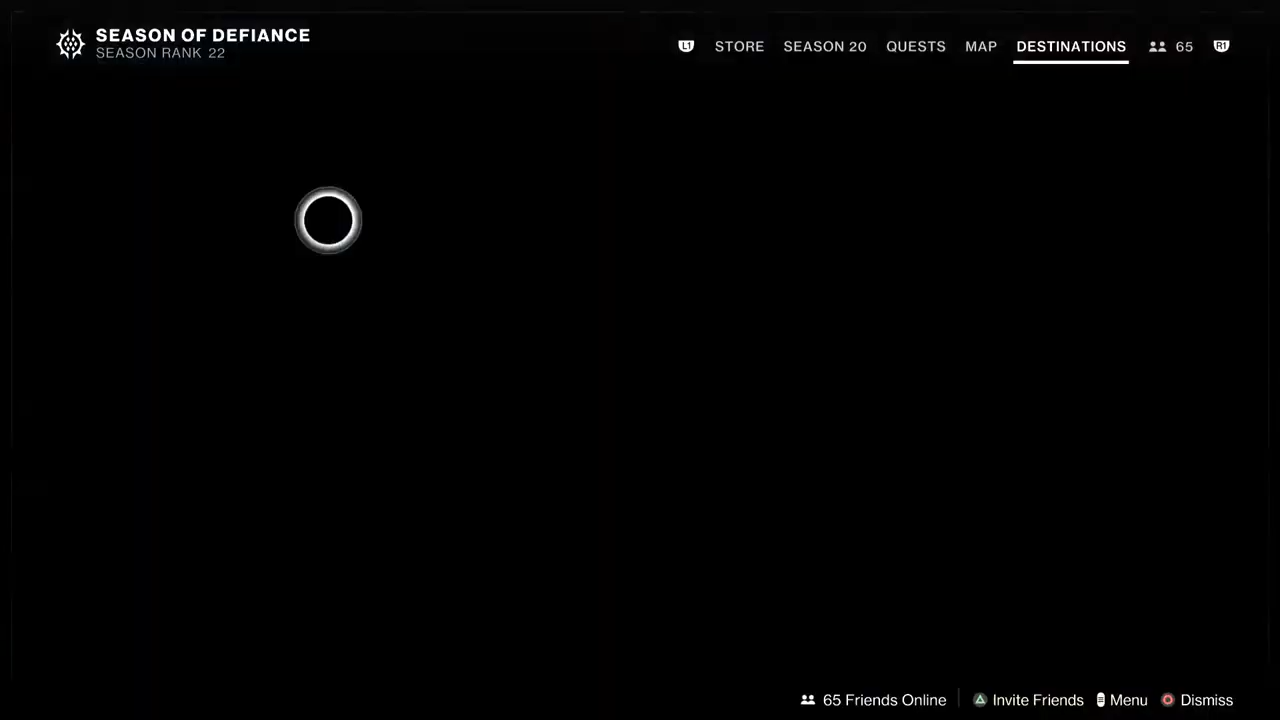 SEASON OF DEFIANCE
SEASON RANK 22
L1 STORE SEASON 20 QUESTS MAP DESTINATIONS 65 R1
65 Friends Online Invite Friends Menu Dismiss